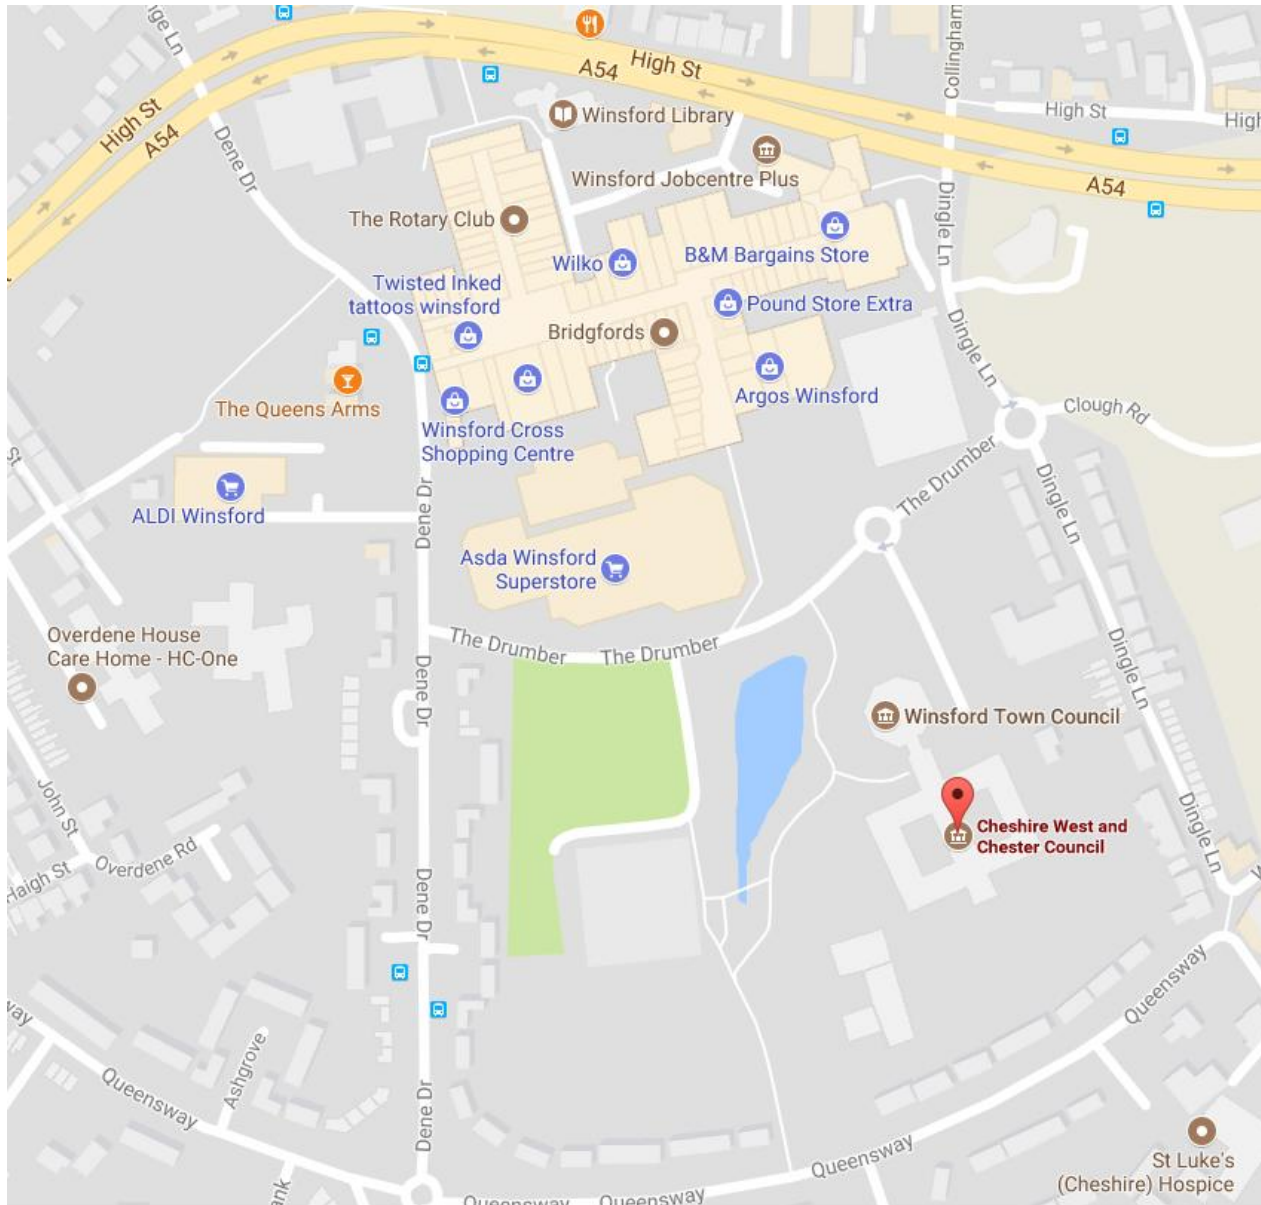 High St
A54
High St
A54
High St
A54
Collingham
High St
High
A54
Dene Dr
Winsford Library
Winsford Jobcentre Plus
Dingle Ln
The Rotary Club
Wilko
B&M Bargains Store
Twisted Inked
tattoos winsford
Pound Store Extra
Bridgfords
Dingle Ln
The Queens Arms
Argos Winsford
Clough Rd
Winsford Cross
Shopping Centre
The Drumber
Dingle Ln
St
ALDI Winsford
Dene Dr
Asda Winsford
Superstore
Overdene House
Care Home - HC-One
The Drumber
The Drumber
Dene Dr
Dingle Ln
Winsford Town Council
John St
Cheshire West and
Chester Council
Dingle Ln
Haigh St
Overdene Rd
Dene Dr
Queensway
way
Ashgrove
Queensway
Dene Dr
Queensway
St Luke's
(Cheshire) Hospice
Queensway
Queensway